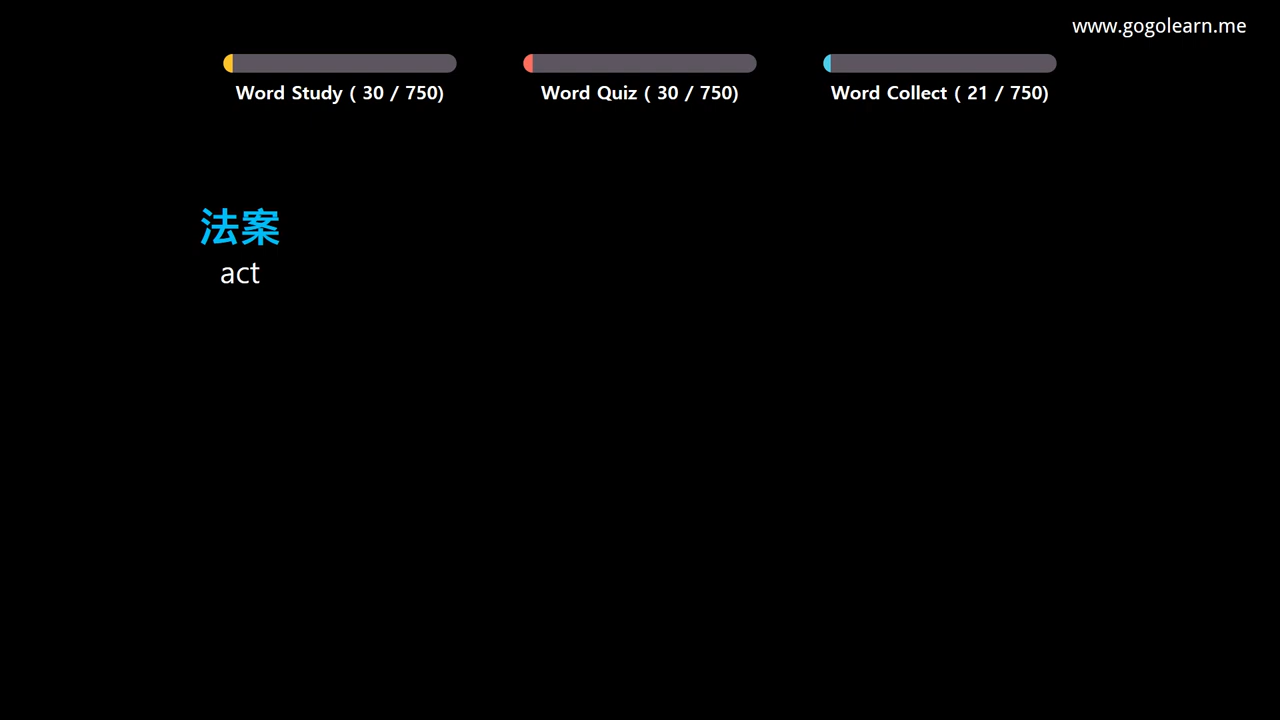 www.gogolearn.me
Word Study ( 30 / 750)
Word Quiz ( 30 / 750)
Word Collect ( 21 / 750)
法案
act